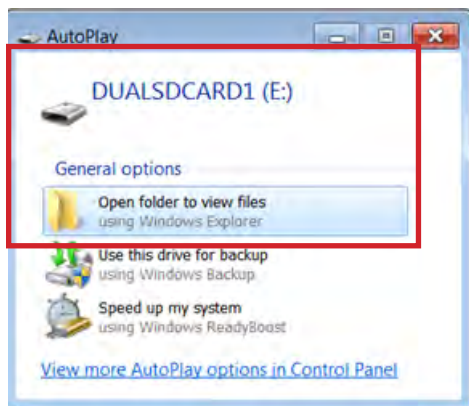 AutoPlay
DUALSDCARD1 (E:)
General options
Open folder to view files
using Windows Explorer
Use this drive for backup
using Windows Backup
Speed up my system
using Windows ReadyBoost
View more AutoPlay options in Control Panel